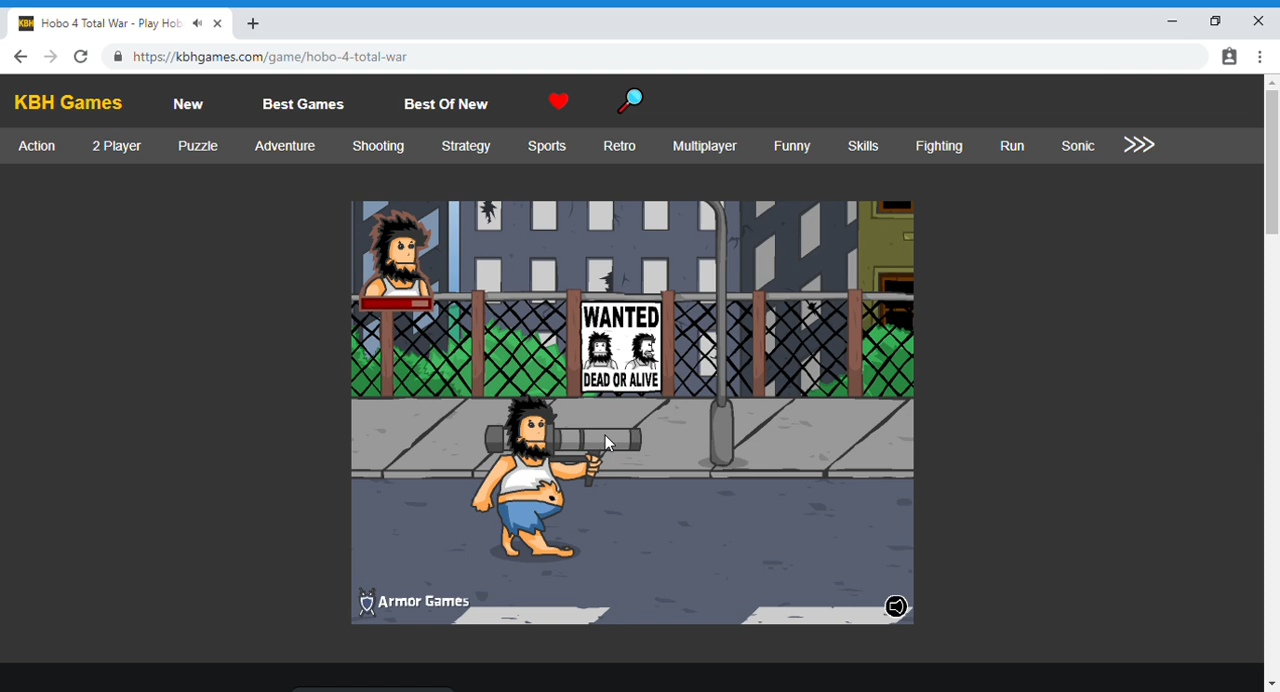 KBH Hobo 4 Total War - Play Hob
https://kbhgames.com/game/hobo-4-total-war
KBH Games New Best Games Best Of New
Action 2 Player Puzzle Adventure Shooting Strategy Sports Retro Multiplayer Funny Skills Fighting Run Sonic
WANTED
DEAD OR ALIVE
Armor Games